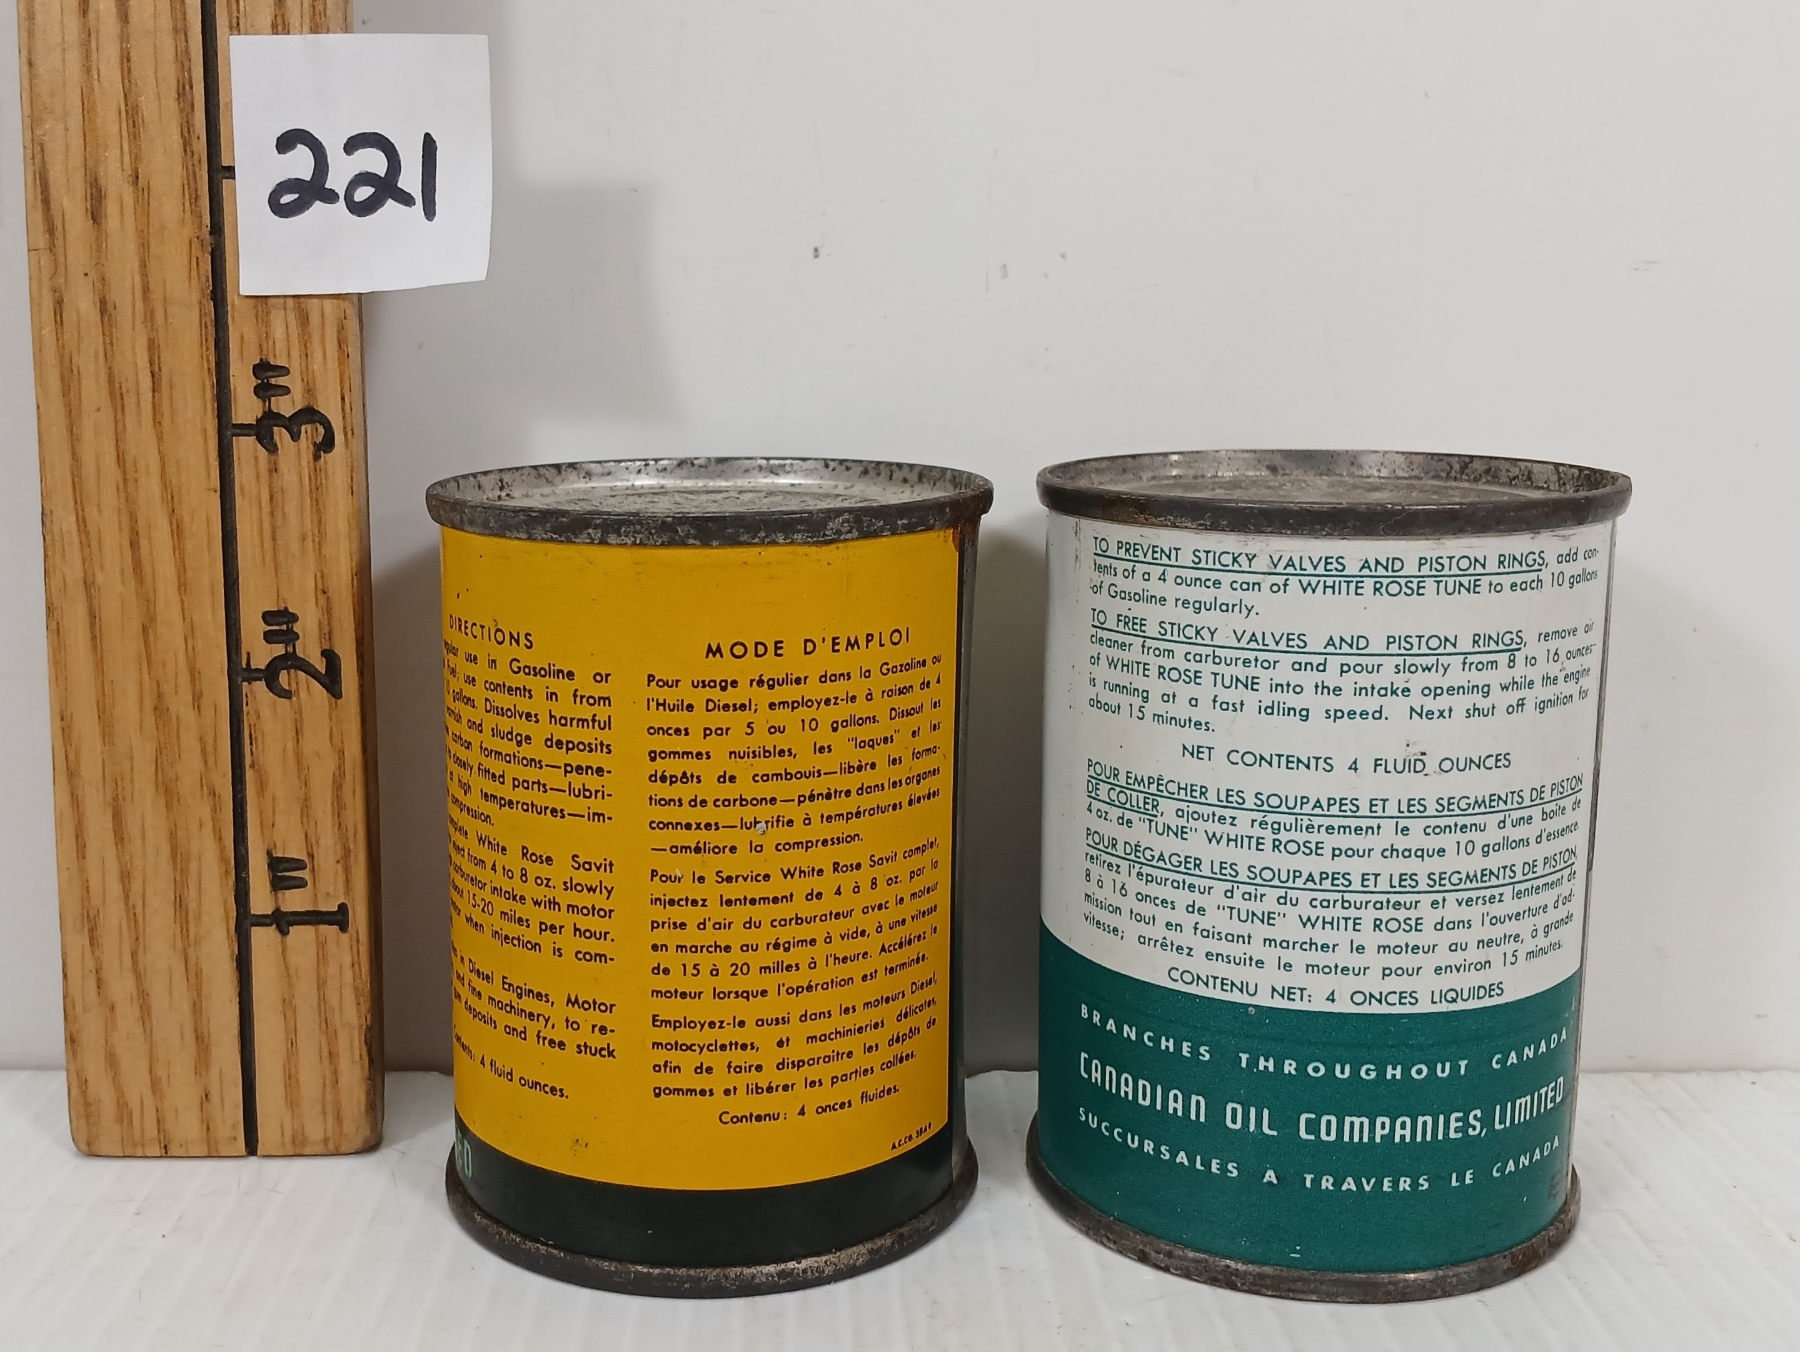 221
3"
2"
1"
DIRECTIONS
use in Gasoline or
fuel; use contents in from
gallons. Dissolves harmful
and sludge deposits
carbon formations—pene-
closely fitted parts—lubri-
high temperatures—im-
compression.
White Rose Savit
from 4 to 8 oz. slowly
carburetor intake with motor
15-20 miles per hour.
when injection is com-
in Diesel Engines, Motor
and fine machinery, to re-
deposits and free stuck
4 fluid ounces.
MODE D'EMPLOI
Pour usage régulier dans la Gazoline ou
l'Huile Diesel; employez-le à raison de 4
onces par 5 ou 10 gallons. Dissout les
gommes nuisibles, les "laques" et les
dépôts de cambouis—libère les forma-
tions de carbone—pénètre dans les organes
connexes—lubrifie à températures élevées
—améliore la compression.
Pour le Service White Rose Savit complet,
injectez lentement de 4 à 8 oz. par la
prise d'air du carburateur avec le moteur
en marche au régime à vide, à une vitesse
de 15 à 20 milles à l'heure. Accélérez le
moteur lorsque l'opération est terminée.
Employez-le aussi dans les moteurs Diesel,
motocyclettes, et machinieries délicates,
afin de faire disparaitre les dépôts de
gommes et libérer les parties collées.
Contenu: 4 onces fluides.
A.C.CO.
TO PREVENT STICKY VALVES AND PISTON RINGS, add con-
tents of a 4 ounce can of WHITE ROSE TUNE to each 10 gallons
of Gasoline regularly.
TO FREE STICKY VALVES AND PISTON RINGS, remove air
cleaner from carburetor and pour slowly from 8 to 16 ounces
of WHITE ROSE TUNE into the intake opening while the engine
is running at a fast idling speed. Next shut off ignition for
about 15 minutes.
NET CONTENTS 4 FLUID OUNCES
POUR EMPÊCHER LES SOUPAPES ET LES SEGMENTS DE PISTON
DE COLLER, ajoutez régulièrement le contenu d'une boîte de
4 oz. de "TUNE" WHITE ROSE pour chaque 10 gallons d'essence.
POUR DÉGAGER LES SOUPAPES ET LES SEGMENTS DE PISTON,
retirez l'épurateur d'air du carburateur et versez lentement de
8 à 16 onces de "TUNE" WHITE ROSE dans l'ouverture d'ad-
mission tout en faisant marcher le moteur au neutre, à grande
vitesse; arrêtez ensuite le moteur pour environ 15 minutes.
CONTENU NET: 4 ONCES LIQUIDES
BRANCHES THROUGHOUT CANADA
CANADIAN OIL COMPANIES, LIMITED
SUCCURSALES A TRAVERS LE CANADA